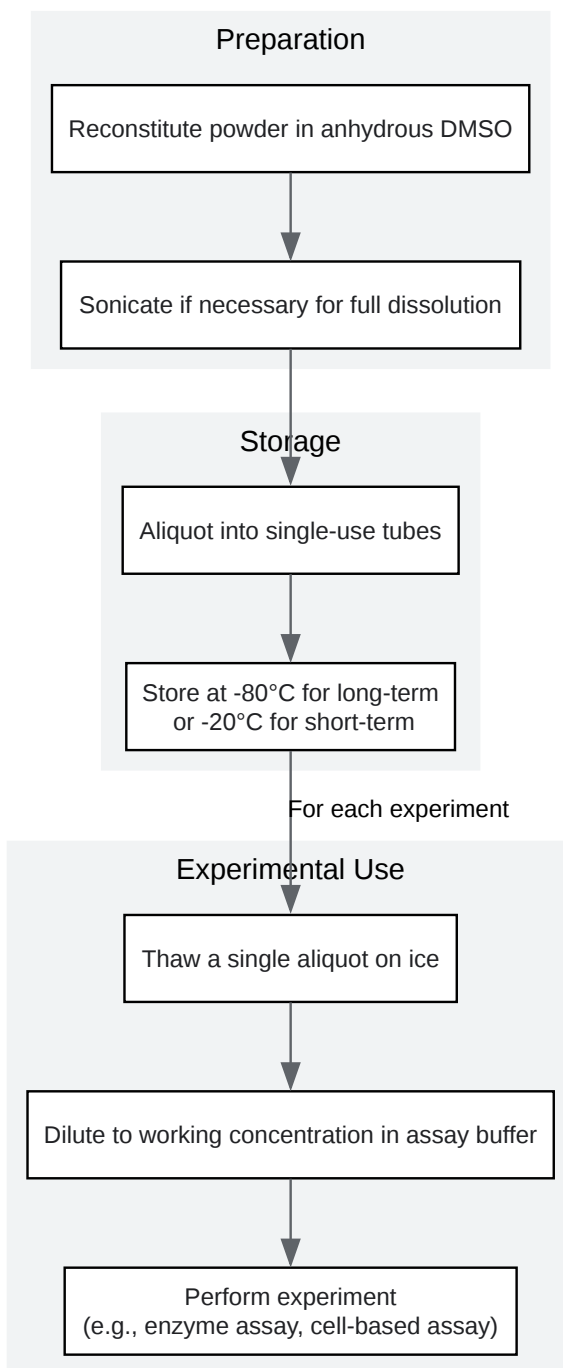 Preparation
Reconstitute powder in anhydrous DMSO
Sonicate if necessary for full dissolution
Storage
Aliquot into single-use tubes
Store at -80°C for long-term
or -20°C for short-term
For each experiment
Experimental Use
Thaw a single aliquot on ice
Dilute to working concentration in assay buffer
Perform experiment
(e.g., enzyme assay, cell-based assay)